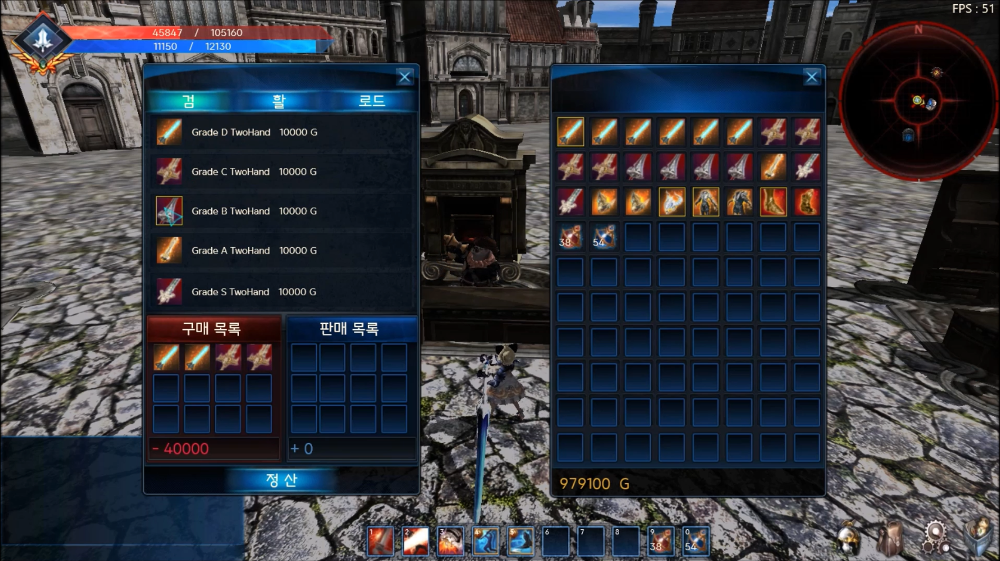 FPS : 51
45847 / 105160
11150 / 12130
N
검 활 로드
Grade D TwoHand 10000 G
Grade C TwoHand 10000 G
Grade B TwoHand 10000 G
Grade A TwoHand 10000 G
Grade S TwoHand 10000 G
38 54
구매 목록 판매 목록
- 40000 + 0
정 산
979100 G
1 2 3 4 5 6 7 8 9 0
38 54